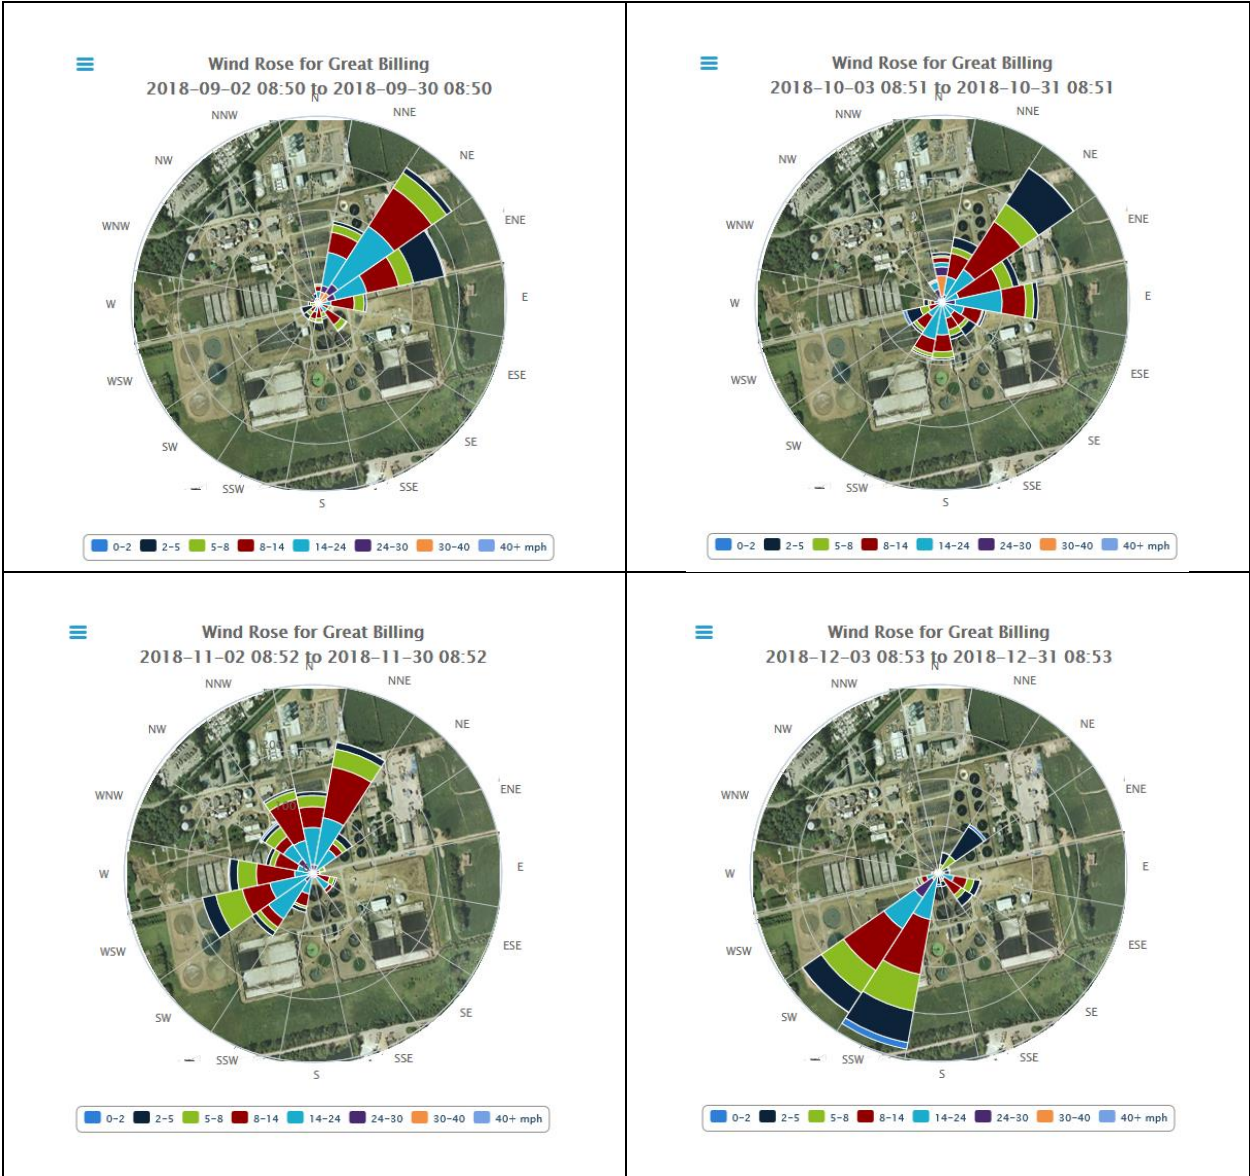 Wind Rose for Great Billing
2018-09-02 08:50 to 2018-09-30 08:50
N
NNW
NNE
NW
NE
WNW
ENE
W
E
WSW
ESE
SW
SE
SSW
SSE
S
0-2 2-5 5-8 8-14 14-24 24-30 30-40 40+ mph
Wind Rose for Great Billing
2018-10-03 08:51 to 2018-10-31 08:51
N
NNW
NNE
NW
NE
WNW
ENE
W
E
WSW
ESE
SW
SE
SSW
SSE
S
0-2 2-5 5-8 8-14 14-24 24-30 30-40 40+ mph
Wind Rose for Great Billing
2018-11-02 08:52 to 2018-11-30 08:52
N
NNW
NNE
NW
NE
WNW
ENE
100
W
E
WSW
ESE
SW
SE
SSW
SSE
S
0-2 2-5 5-8 8-14 14-24 24-30 30-40 40+ mph
Wind Rose for Great Billing
2018-12-03 08:53 to 2018-12-31 08:53
N
NNW
NNE
NW
NE
WNW
ENE
W
E
WSW
ESE
SW
SE
SSW
SSE
S
0-2 2-5 5-8 8-14 14-24 24-30 30-40 40+ mph